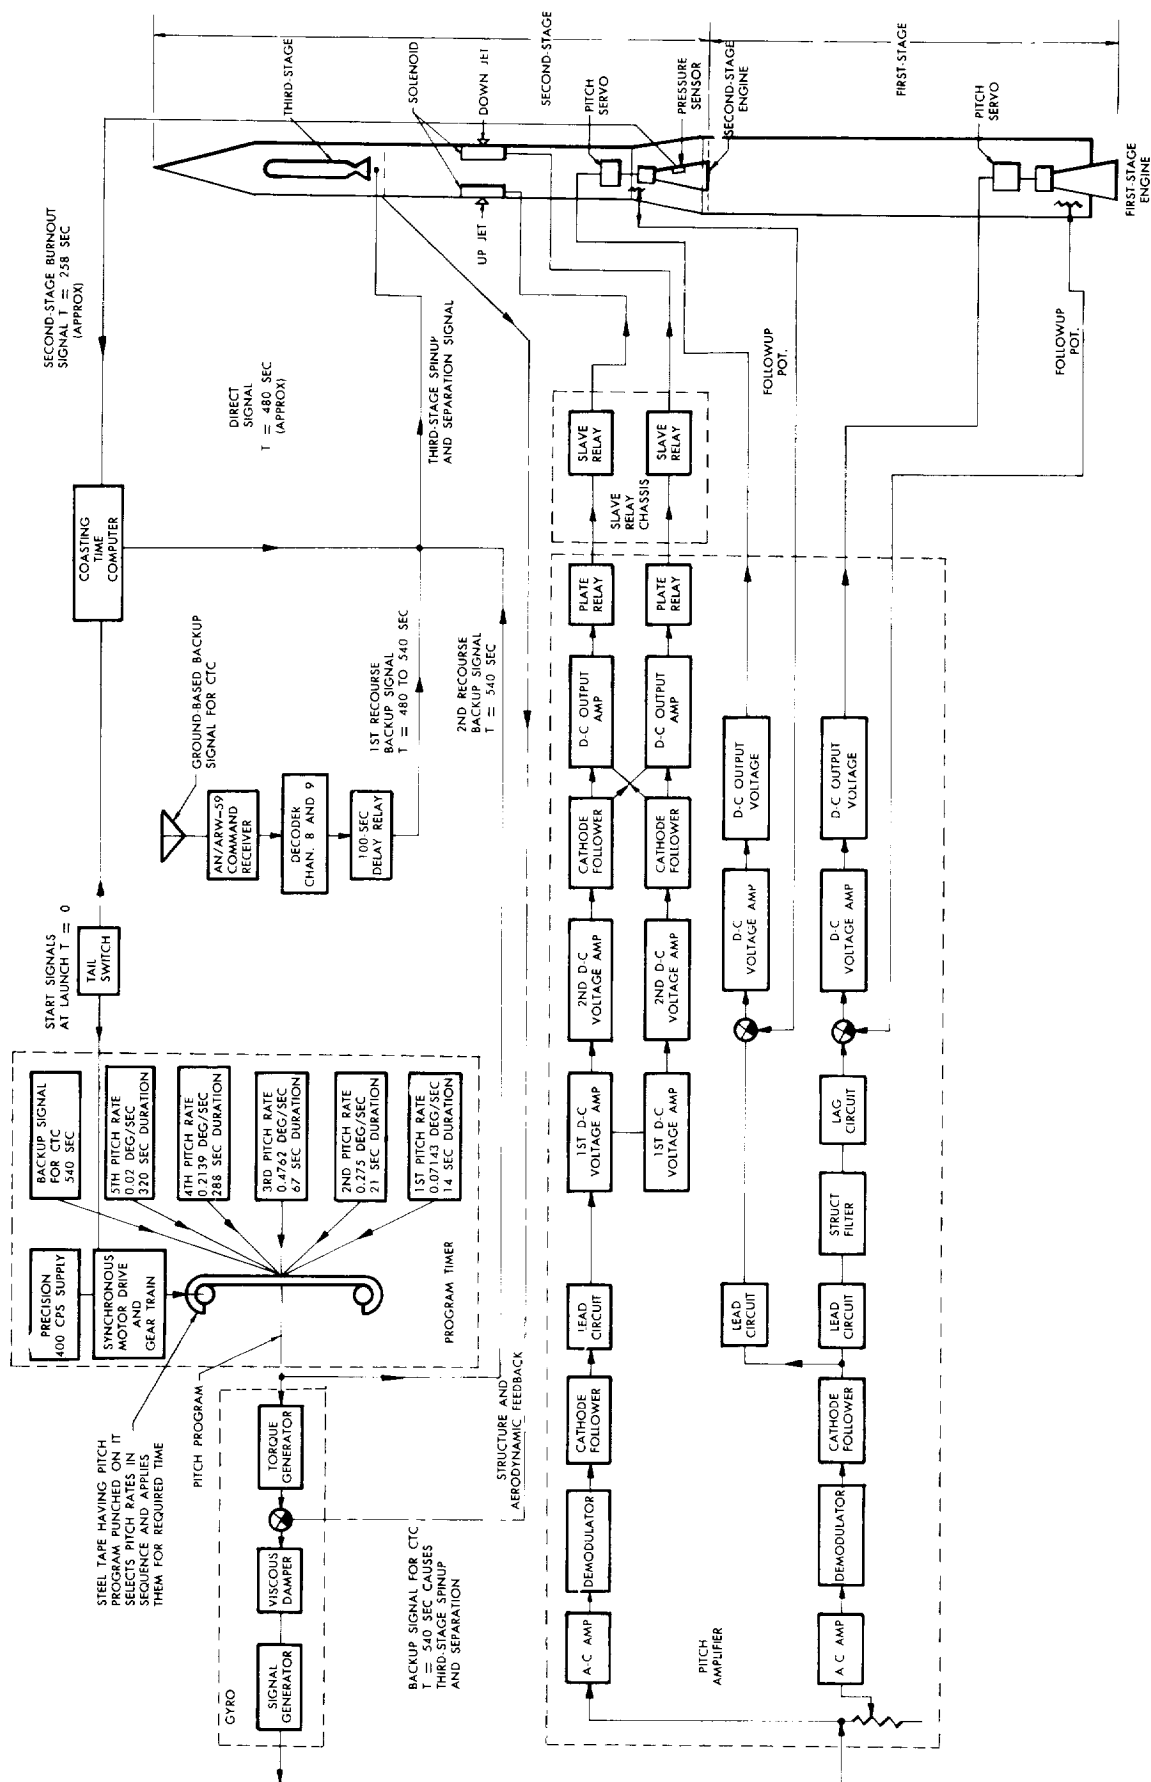 SECOND-STAGE
FIRST-STAGE
THIRD-STAGE
SOLENOID
DOWN JET
UP JET
PITCH
SERVO
PRESSURE
SENSOR
SECOND-STAGE
ENGINE
PITCH
SERVO
FIRST-STAGE
ENGINE
SECOND-STAGE BURNOUT
SIGNAL T = 258 SEC
(APPROX)
DIRECT
SIGNAL
T = 480 SEC
(APPROX)
THIRD-STAGE SPINUP
AND SEPARATION SIGNAL
FOLLOWUP
POT.
FOLLOWUP
POT.
COASTING
TIME
COMPUTER
SLAVE
RELAY
SLAVE
RELAY
SLAVE
RELAY
CHASSIS
GROUND-BASED BACKUP
SIGNAL FOR CTC
AN/ARW-59
COMMAND
RECEIVER
DECODER
CHAN. 8 AND 9
100-SEC
DELAY RELAY
1ST RECOURSE
BACKUP SIGNAL
T = 480 TO 540 SEC
2ND RECOURSE
BACKUP SIGNAL
T = 540 SEC
PLATE
RELAY
PLATE
RELAY
D-C OUTPUT
AMP
D-C OUTPUT
AMP
CATHODE
FOLLOWER
CATHODE
FOLLOWER
2ND D-C
VOLTAGE AMP
2ND D-C
VOLTAGE AMP
1ST D-C
VOLTAGE AMP
1ST D-C
VOLTAGE AMP
D-C OUTPUT
VOLTAGE
D-C OUTPUT
VOLTAGE
D-C
VOLTAGE AMP
D-C
VOLTAGE AMP
START SIGNALS
AT LAUNCH T = 0
TAIL
SWITCH
BACKUP SIGNAL
FOR CTC
540 SEC
5TH PITCH RATE
0.02 DEG/SEC
320 SEC DURATION
4TH PITCH RATE
0.2139 DEG/SEC
288 SEC DURATION
3RD PITCH RATE
0.4762 DEG/SEC
67 SEC DURATION
2ND PITCH RATE
0.275 DEG/SEC
21 SEC DURATION
1ST PITCH RATE
0.07143 DEG/SEC
14 SEC DURATION
PRECISION
400 CPS SUPPLY
SYNCHRONOUS
MOTOR DRIVE
AND
GEAR TRAIN
PROGRAM TIMER
STEEL TAPE HAVING PITCH
PROGRAM PUNCHED ON IT
SELECTS PITCH RATES IN
SEQUENCE AND APPLIES
THEM FOR REQUIRED TIME
PITCH PROGRAM
TORQUE
GENERATOR
VISCOUS
DAMPER
SIGNAL
GENERATOR
GYRO
STRUCTURE AND
AERODYNAMIC FEEDBACK
BACKUP SIGNAL FOR CTC
T = 540 SEC CAUSES
THIRD-STAGE SPINUP
AND SEPARATION
LEAD
CIRCUIT
CATHODE
FOLLOWER
DEMODULATOR
A-C AMP
LEAD
CIRCUIT
LAG
CIRCUIT
STRUCT
FILTER
LEAD
CIRCUIT
CATHODE
FOLLOWER
DEMODULATOR
A C AMP
PITCH
AMPLIFIER